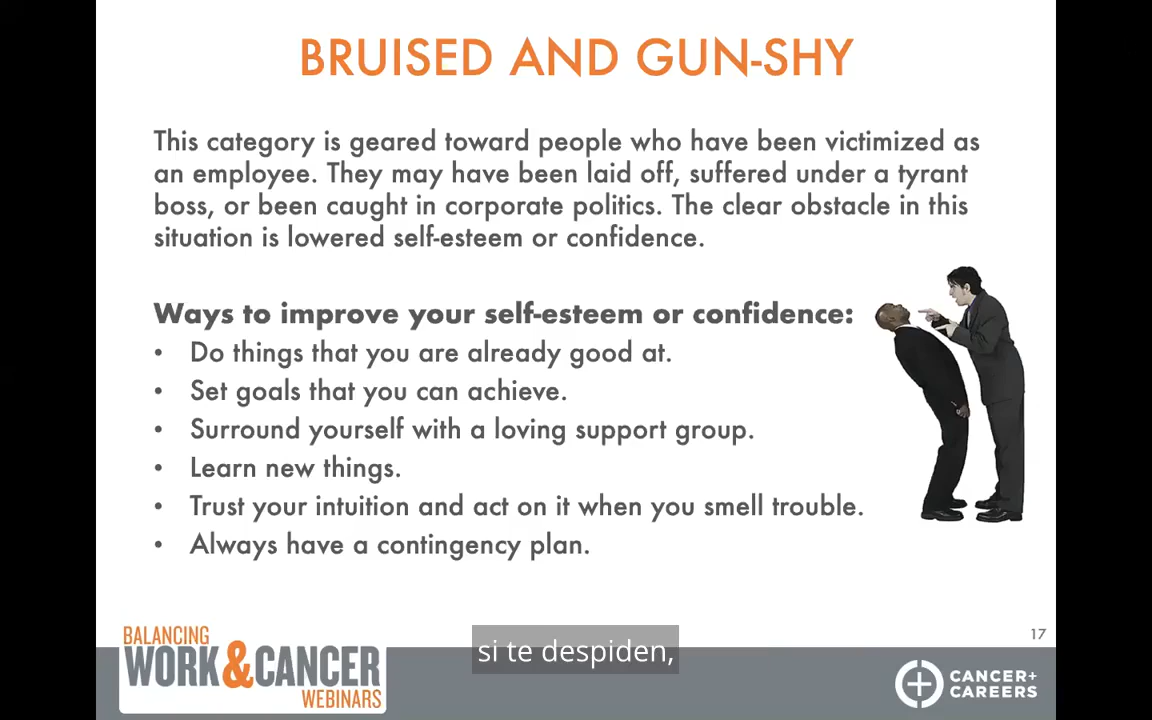 BRUISED AND GUN-SHY
This category is geared toward people who have been victimized as
an employee. They may have been laid off, suffered under a tyrant
boss, or been caught in corporate politics. The clear obstacle in this
situation is lowered self-esteem or confidence.
Ways to improve your self-esteem or confidence:
• Do things that you are already good at.
• Set goals that you can achieve.
• Surround yourself with a loving support group.
• Learn new things.
• Trust your intuition and act on it when you smell trouble.
• Always have a contingency plan.
17
BALANCING
WORK&CANCER
WEBINARS
si te despiden,
CANCER+
CAREERS